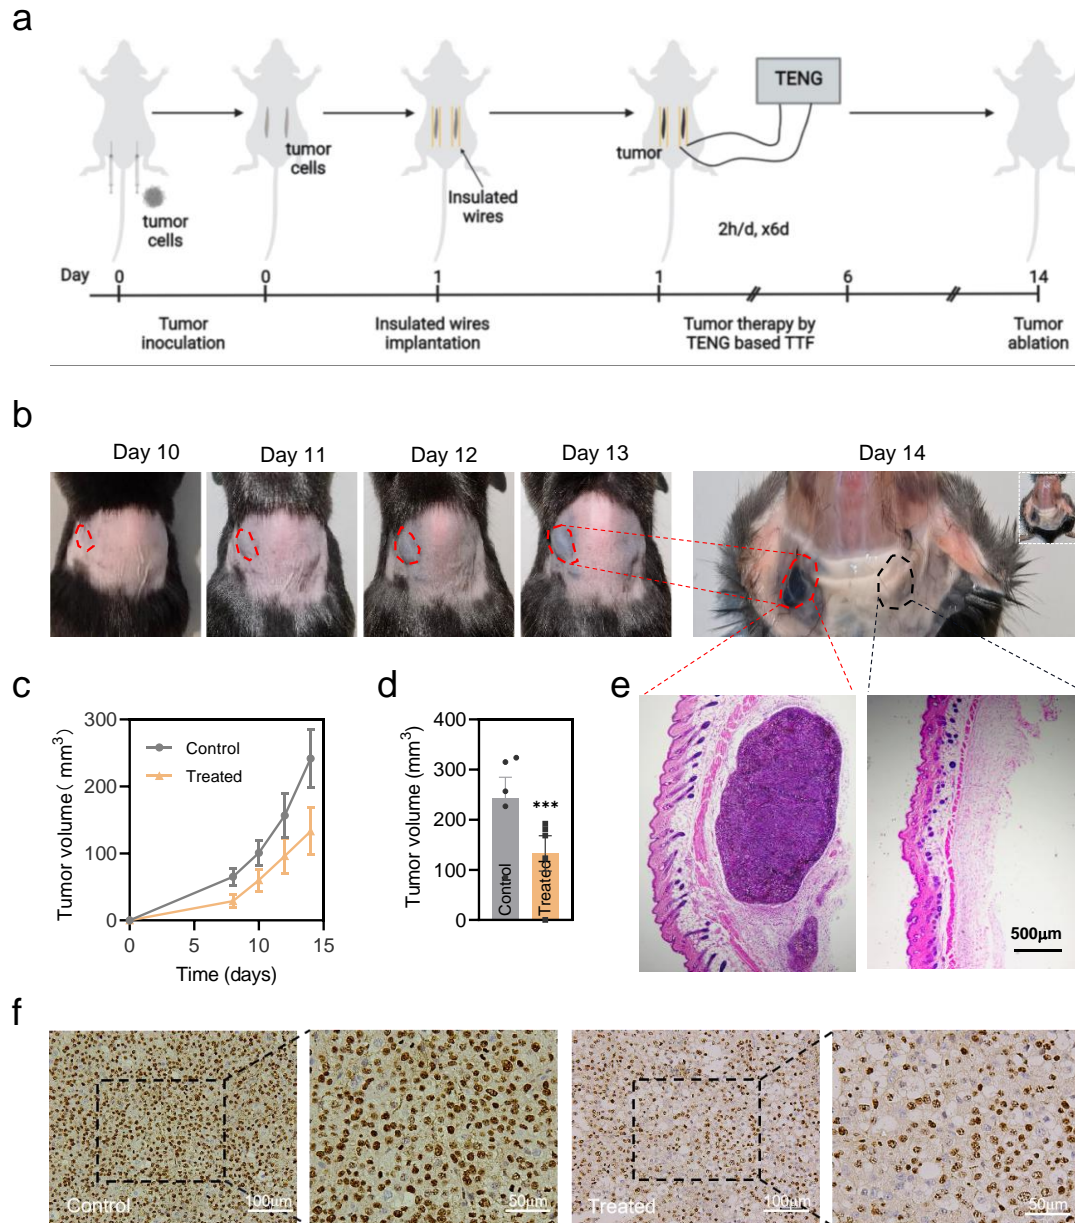 a
TENG
tumor
cells
tumor
cells
Insulated
wires
tumor
2h/d, x6d
Day 0 0 1 1 6 14
Tumor
inoculation
Insulated wires
implantation
Tumor therapy by
TENG based TTF
Tumor
ablation
b
Day 10 Day 11 Day 12 Day 13 Day 14
c
Tumor volume( mm³)
300
200
100
0
Control
Treated
0 5 10 15
Time (days)
d
Tumor volume (mm³)
400
300
200
100
0
***
Control
Treated
e
500μm
f
Control
100μm
50μm
Treated
100μm
50μm